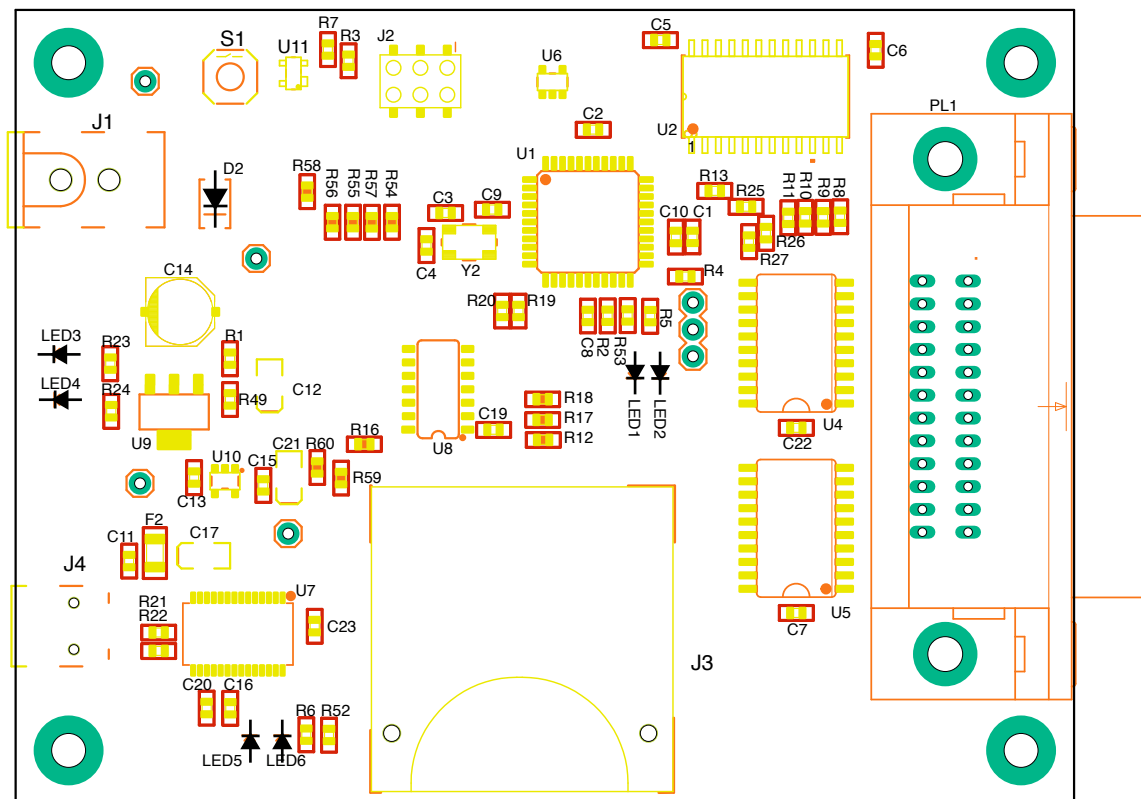 R7
R3
J2
C5
S1
U11
U6
C6
J1
C2
U2
1
PL1
U1
R58
D2
R56
R55
R57
R54
C3
C9
R13
R25
R11
R10
R9
R8
C10
C1
C4
Y2
R26
R27
C14
R4
R20
R19
R5
LED3
R23
R1
C8
R2
R53
LED4
R24
R49
C12
LED1
LED2
R18
R17
R12
U9
U8
C19
U4
C22
R16
C21
R60
U10
C15
R59
C13
F2
C11
C17
J4
U7
R21
R22
C23
C7
U5
J3
C20
C16
R6
R52
LED5
LED6